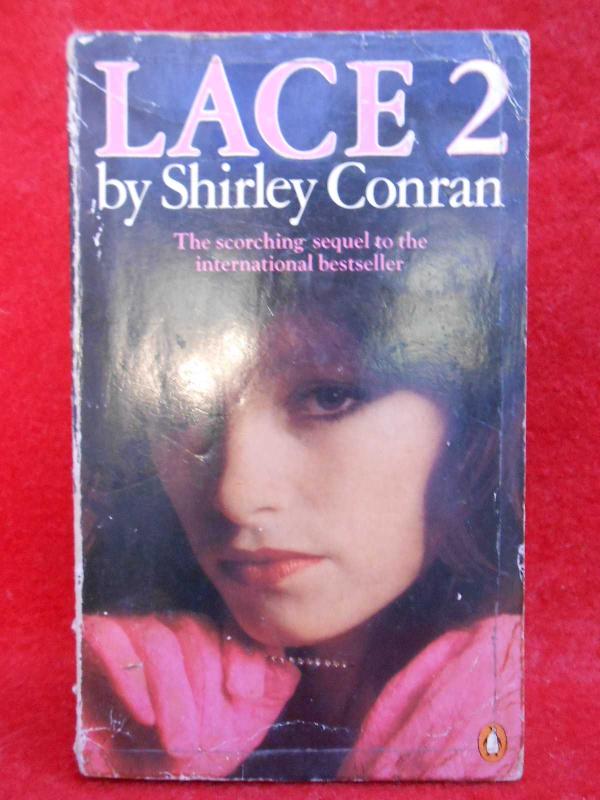 LACE 2
by Shirley Conran
The scorching sequel to the
international bestseller